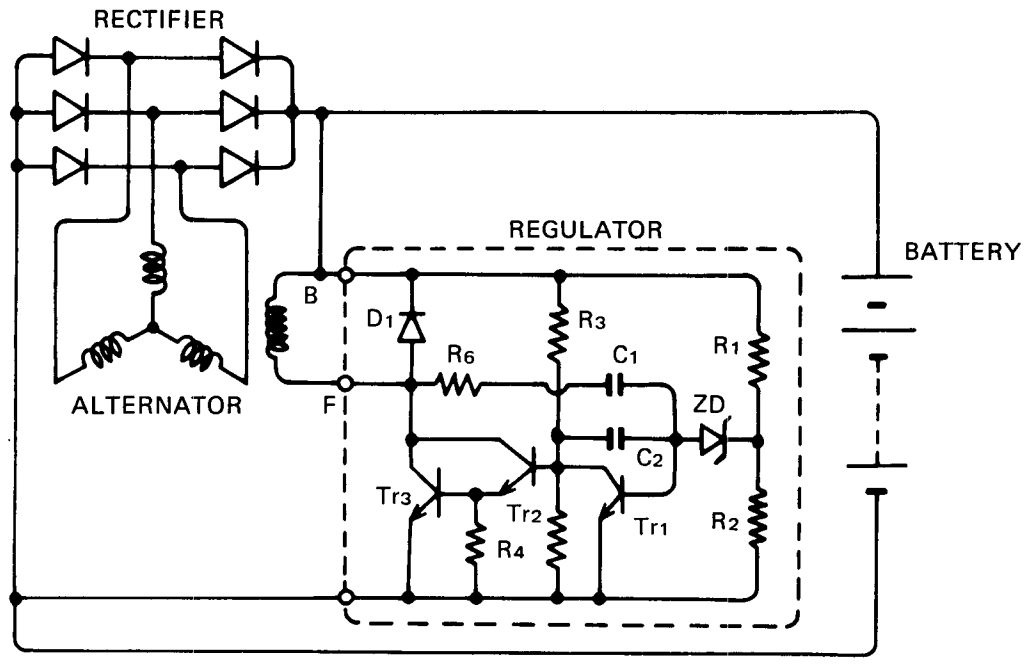 RECTIFIER
REGULATOR
BATTERY
B
D1
R3
R1
R6
C1
ZD
ALTERNATOR
F
C2
Tr3
Tr2
R4
Tr1
R2